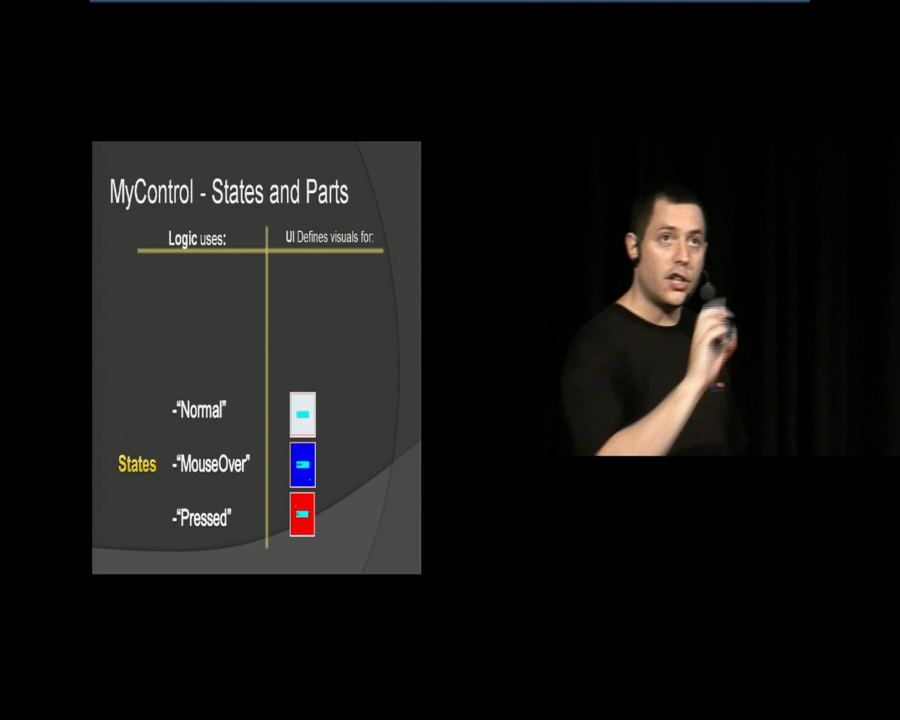 MyControl - States and Parts
Logic uses:
UI Defines visuals for:
-“Normal”
States -“MouseOver”
-“Pressed”